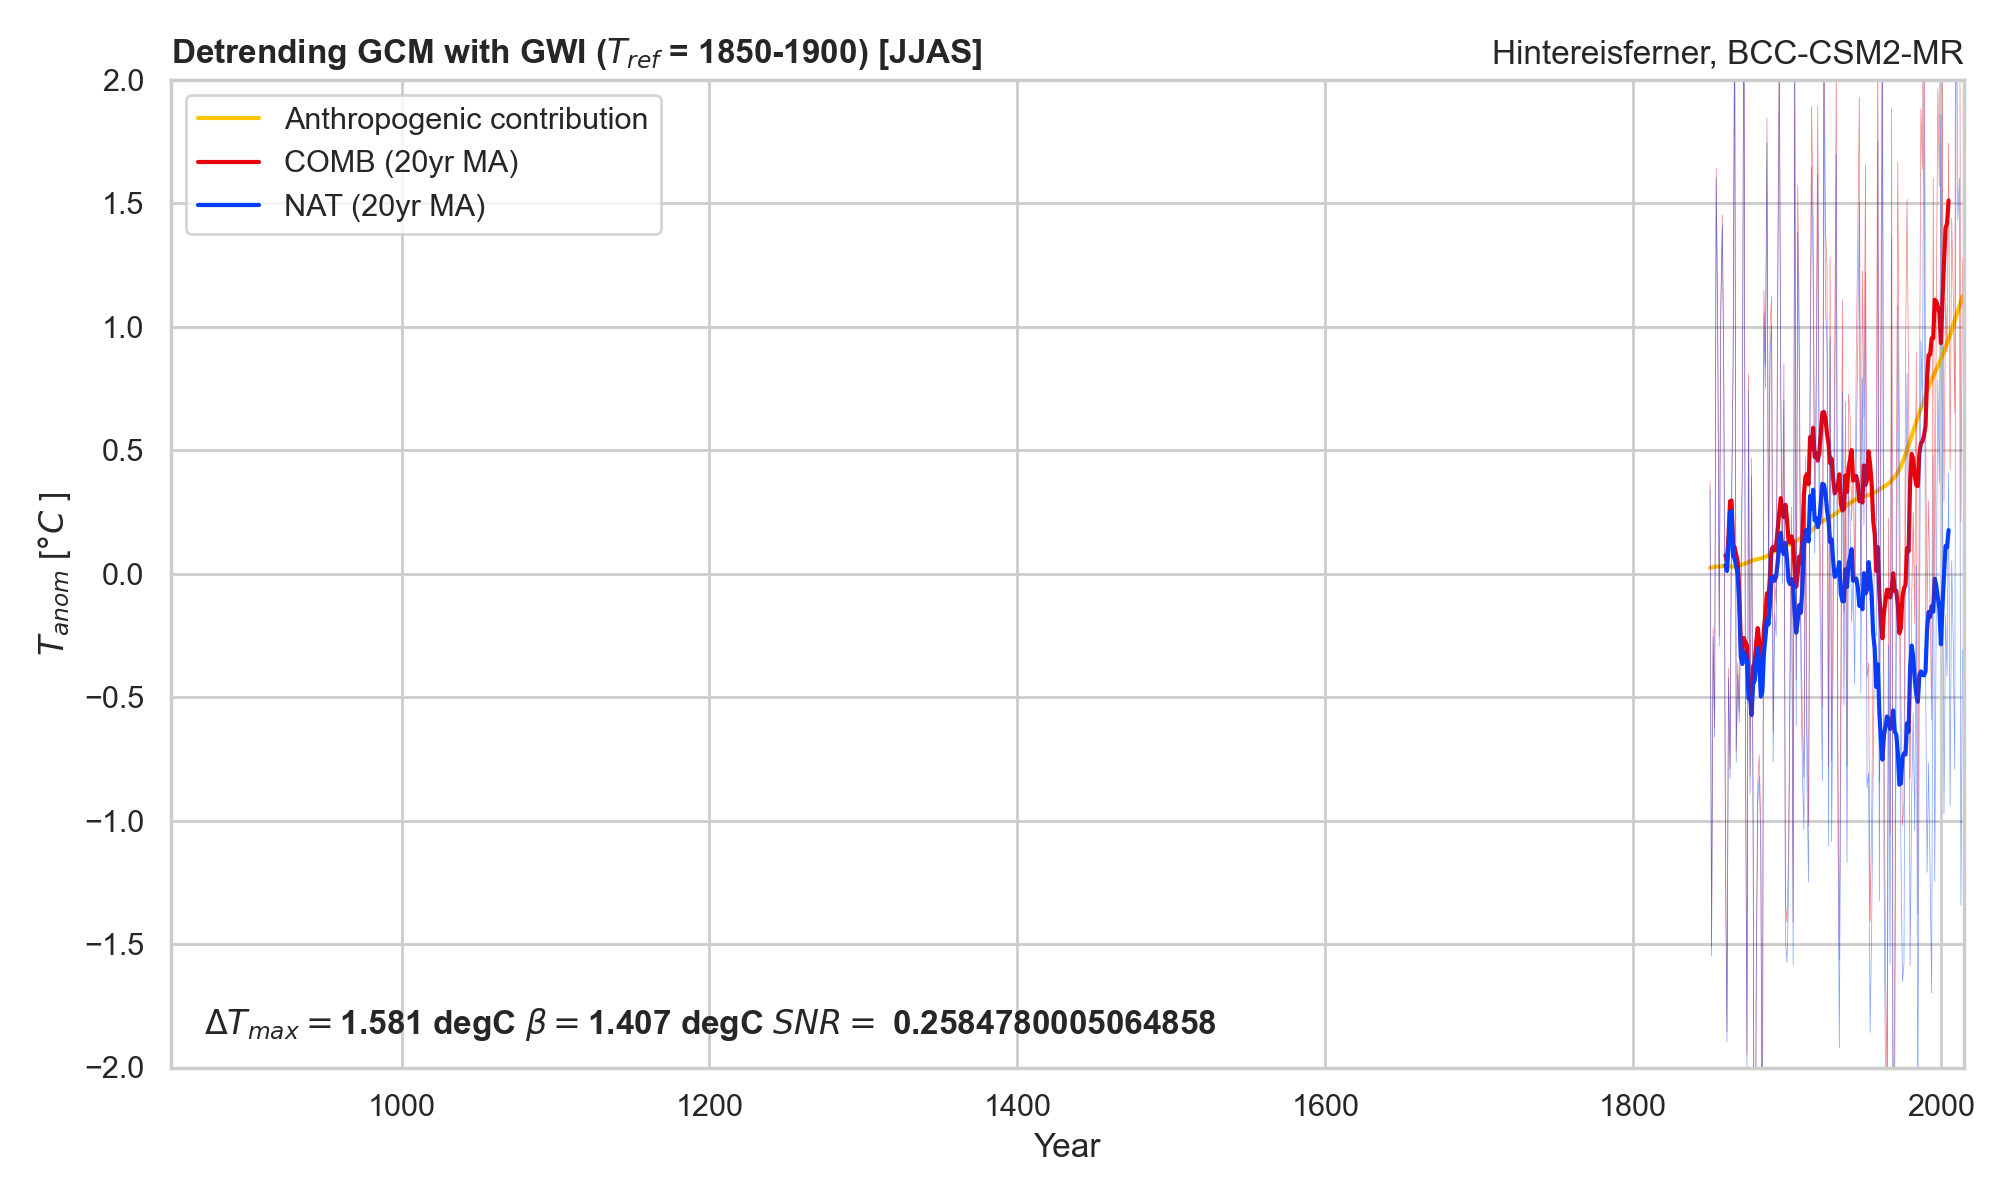 Detrending GCM with GWI (T_ref = 1850-1900) [JJAS]
Hintereisferner, BCC-CSM2-MR
Anthropogenic contribution
COMB (20yr MA)
NAT (20yr MA)
2.0
1.5
1.0
0.5
0.0
−0.5
−1.0
−1.5
−2.0
T_anom [°C]
ΔT_max = 1.581 degC β = 1.407 degC SNR = 0.2584780005064858
1000 1200 1400 1600 1800 2000
Year